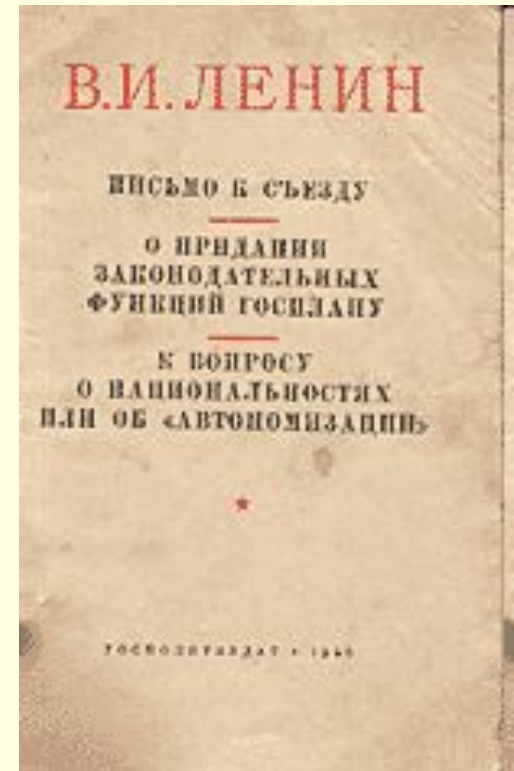 В.И. ЛЕНИН
ПИСЬМО К СЪЕЗДУ
О ПРИДАНИИ
ЗАКОНОДАТЕЛЬНЫХ
ФУНКЦИЙ ГОСПЛАНУ
К ВОПРОСУ
О НАЦИОНАЛЬНОСТЯХ
ИЛИ ОБ «АВТОНОМИЗАЦИИ»
ГОСПОЛИТИЗДАТ •